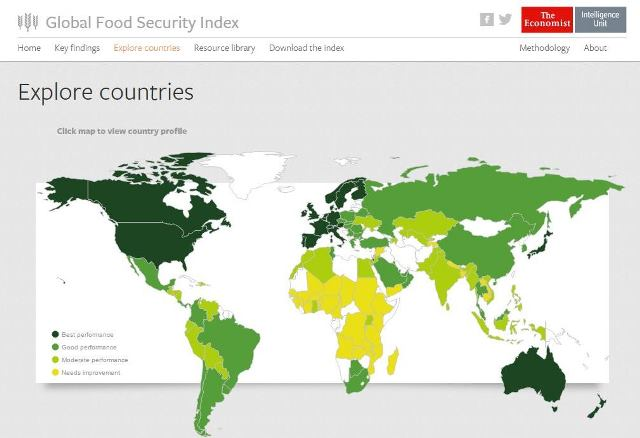 Global Food Security Index
The Economist
Intelligence Unit
Home Key findings Explore countries Resource library Download the index Methodology About
Explore countries
Click map to view country profile
Best performance
Good performance
Moderate performance
Needs improvement